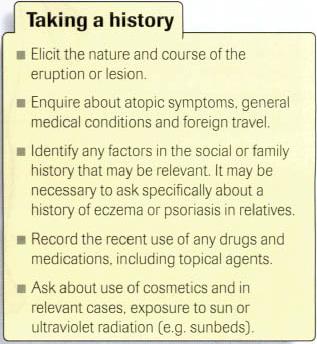 Taking a history
■ Elicit the nature and course of the
eruption or lesion.
■ Enquire about atopic symptoms, general
medical conditions and foreign travel.
■ Identify any factors in the social or family
history that may be relevant. It may be
necessary to ask specifically about a
history of eczema or psoriasis in relatives.
■ Record the recent use of any drugs and
medications, including topical agents.
■ Ask about use of cosmetics and in
relevant cases, exposure to sun or
ultraviolet radiation (e.g. sunbeds).